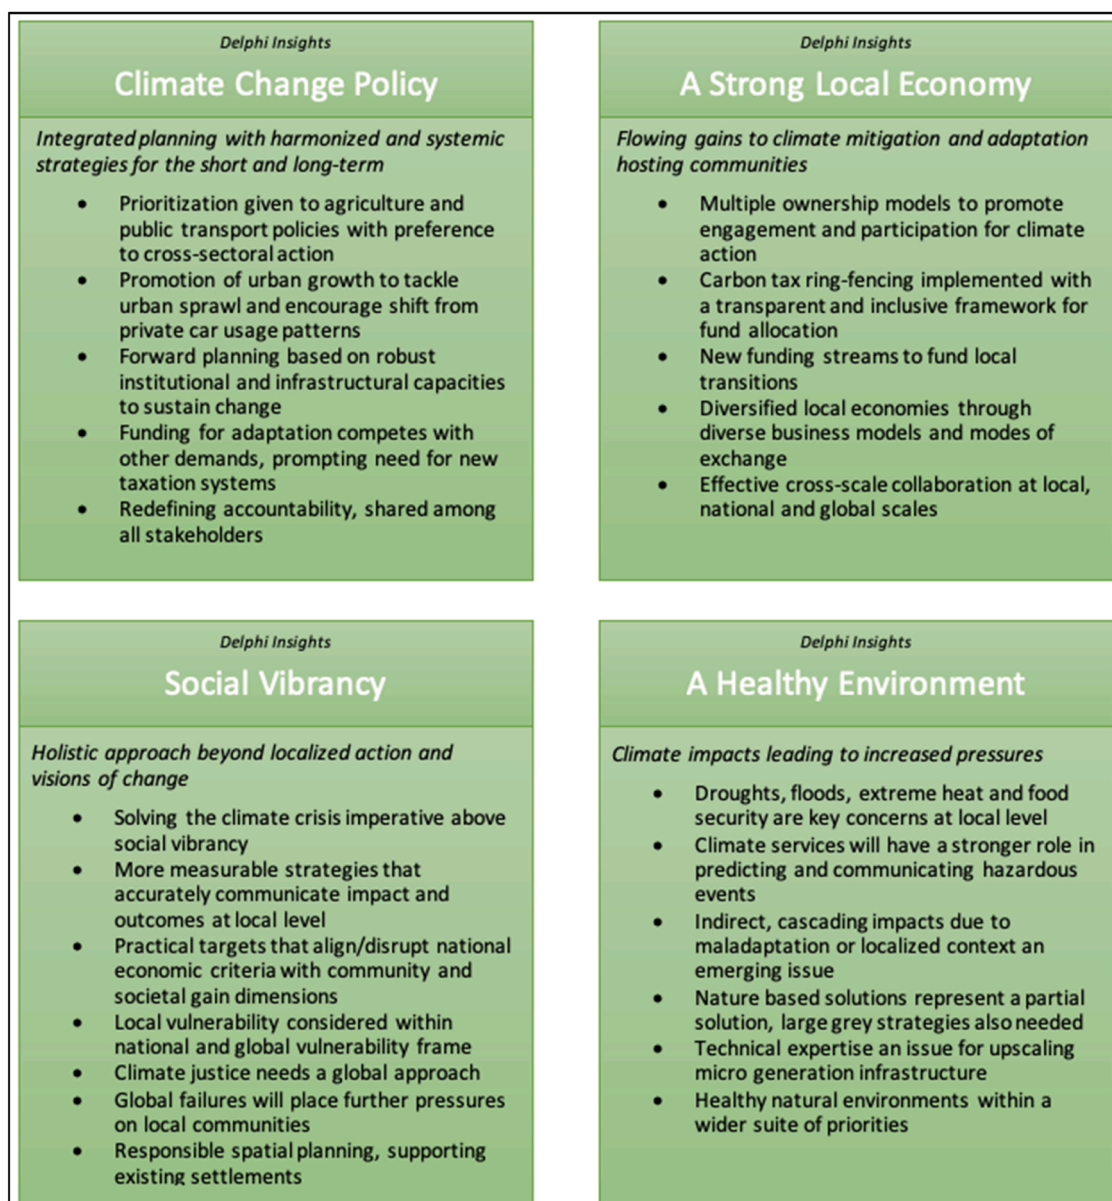 Delphi Insights
Climate Change Policy
Integrated planning with harmonized and systemic
strategies for the short and long-term
• Prioritization given to agriculture and
public transport policies with preference
to cross-sectoral action
• Promotion of urban growth to tackle
urban sprawl and encourage shift from
private car usage patterns
• Forward planning based on robust
institutional and infrastructural capacities
to sustain change
• Funding for adaptation competes with
other demands, prompting need for new
taxation systems
• Redefining accountability, shared among
all stakeholders
Delphi Insights
A Strong Local Economy
Flowing gains to climate mitigation and adaptation
hosting communities
• Multiple ownership models to promote
engagement and participation for climate
action
• Carbon tax ring-fencing implemented with
a transparent and inclusive framework for
fund allocation
• New funding streams to fund local
transitions
• Diversified local economies through
diverse business models and modes of
exchange
• Effective cross-scale collaboration at local,
national and global scales
Delphi Insights
Social Vibrancy
Holistic approach beyond localized action and
visions of change
• Solving the climate crisis imperative above
social vibrancy
• More measurable strategies that
accurately communicate impact and
outcomes at local level
• Practical targets that align/disrupt national
economic criteria with community and
societal gain dimensions
• Local vulnerability considered within
national and global vulnerability frame
• Climate justice needs a global approach
• Global failures will place further pressures
on local communities
• Responsible spatial planning, supporting
existing settlements
Delphi Insights
A Healthy Environment
Climate impacts leading to increased pressures
• Droughts, floods, extreme heat and food
security are key concerns at local level
• Climate services will have a stronger role in
predicting and communicating hazardous
events
• Indirect, cascading impacts due to
maladaptation or localized context an
emerging issue
• Nature based solutions represent a partial
solution, large grey strategies also needed
• Technical expertise an issue for upscaling
micro generation infrastructure
• Healthy natural environments within a
wider suite of priorities